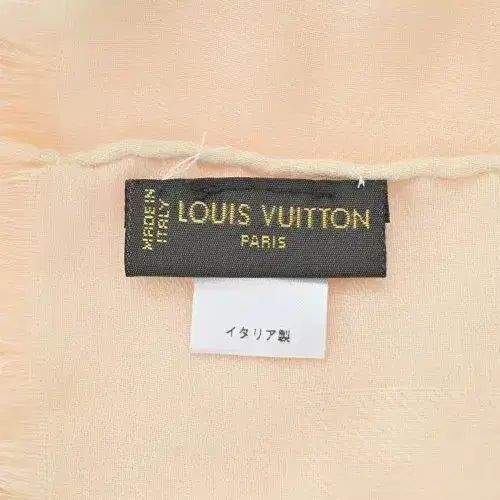 MADE IN
ITALY
LOUIS VUITTON
PARIS
イタリア製